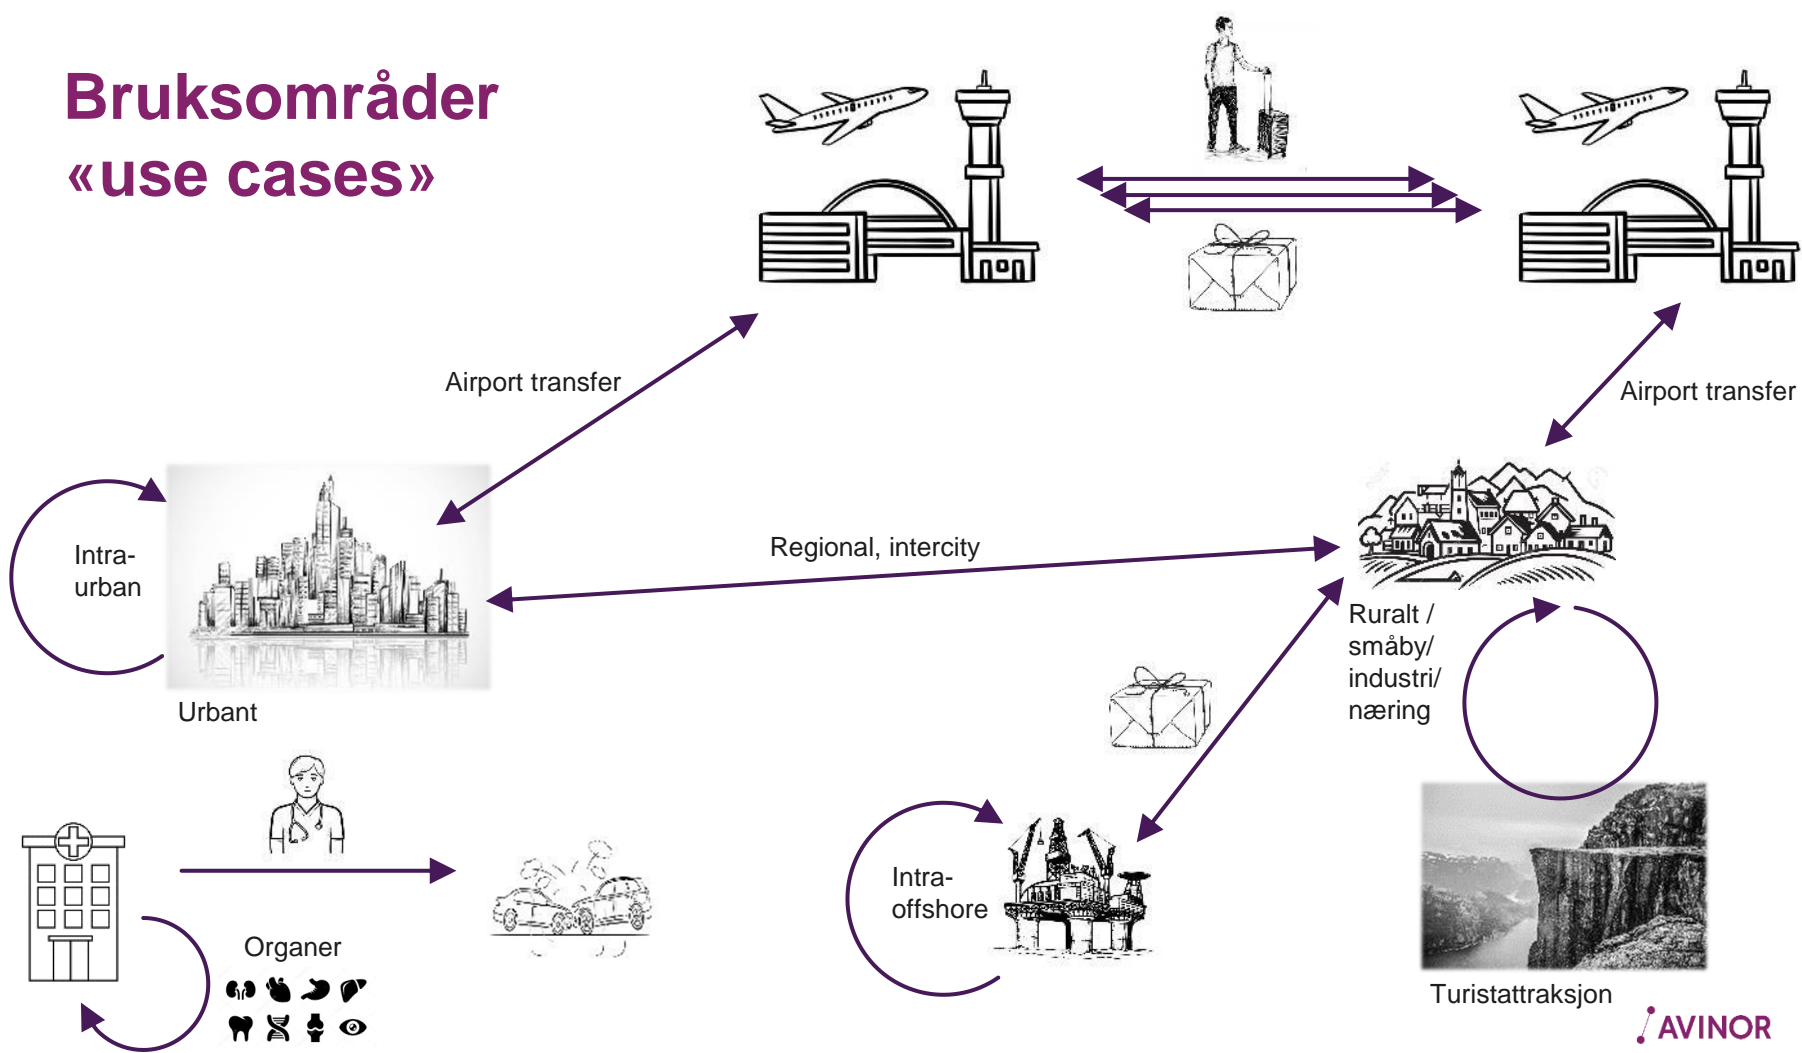 Bruksområder
«use cases»
Airport transfer
Airport transfer
Intra-
urban
Regional, intercity
Urbant
Ruralt /
småby/
industri/
næring
Intra-
offshore
Organer
Turistattraksjon
AVINOR